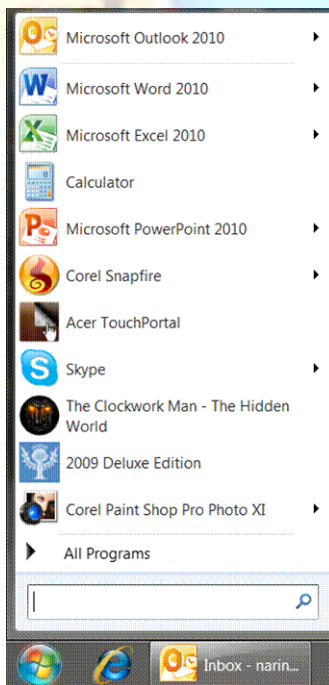 Microsoft Outlook 2010
Microsoft Word 2010
Microsoft Excel 2010
Calculator
Microsoft PowerPoint 2010
Corel Snapfire
Acer TouchPortal
Skype
The Clockwork Man - The Hidden
World
2009 Deluxe Edition
Corel Paint Shop Pro Photo XI
All Programs
Inbox - narin...